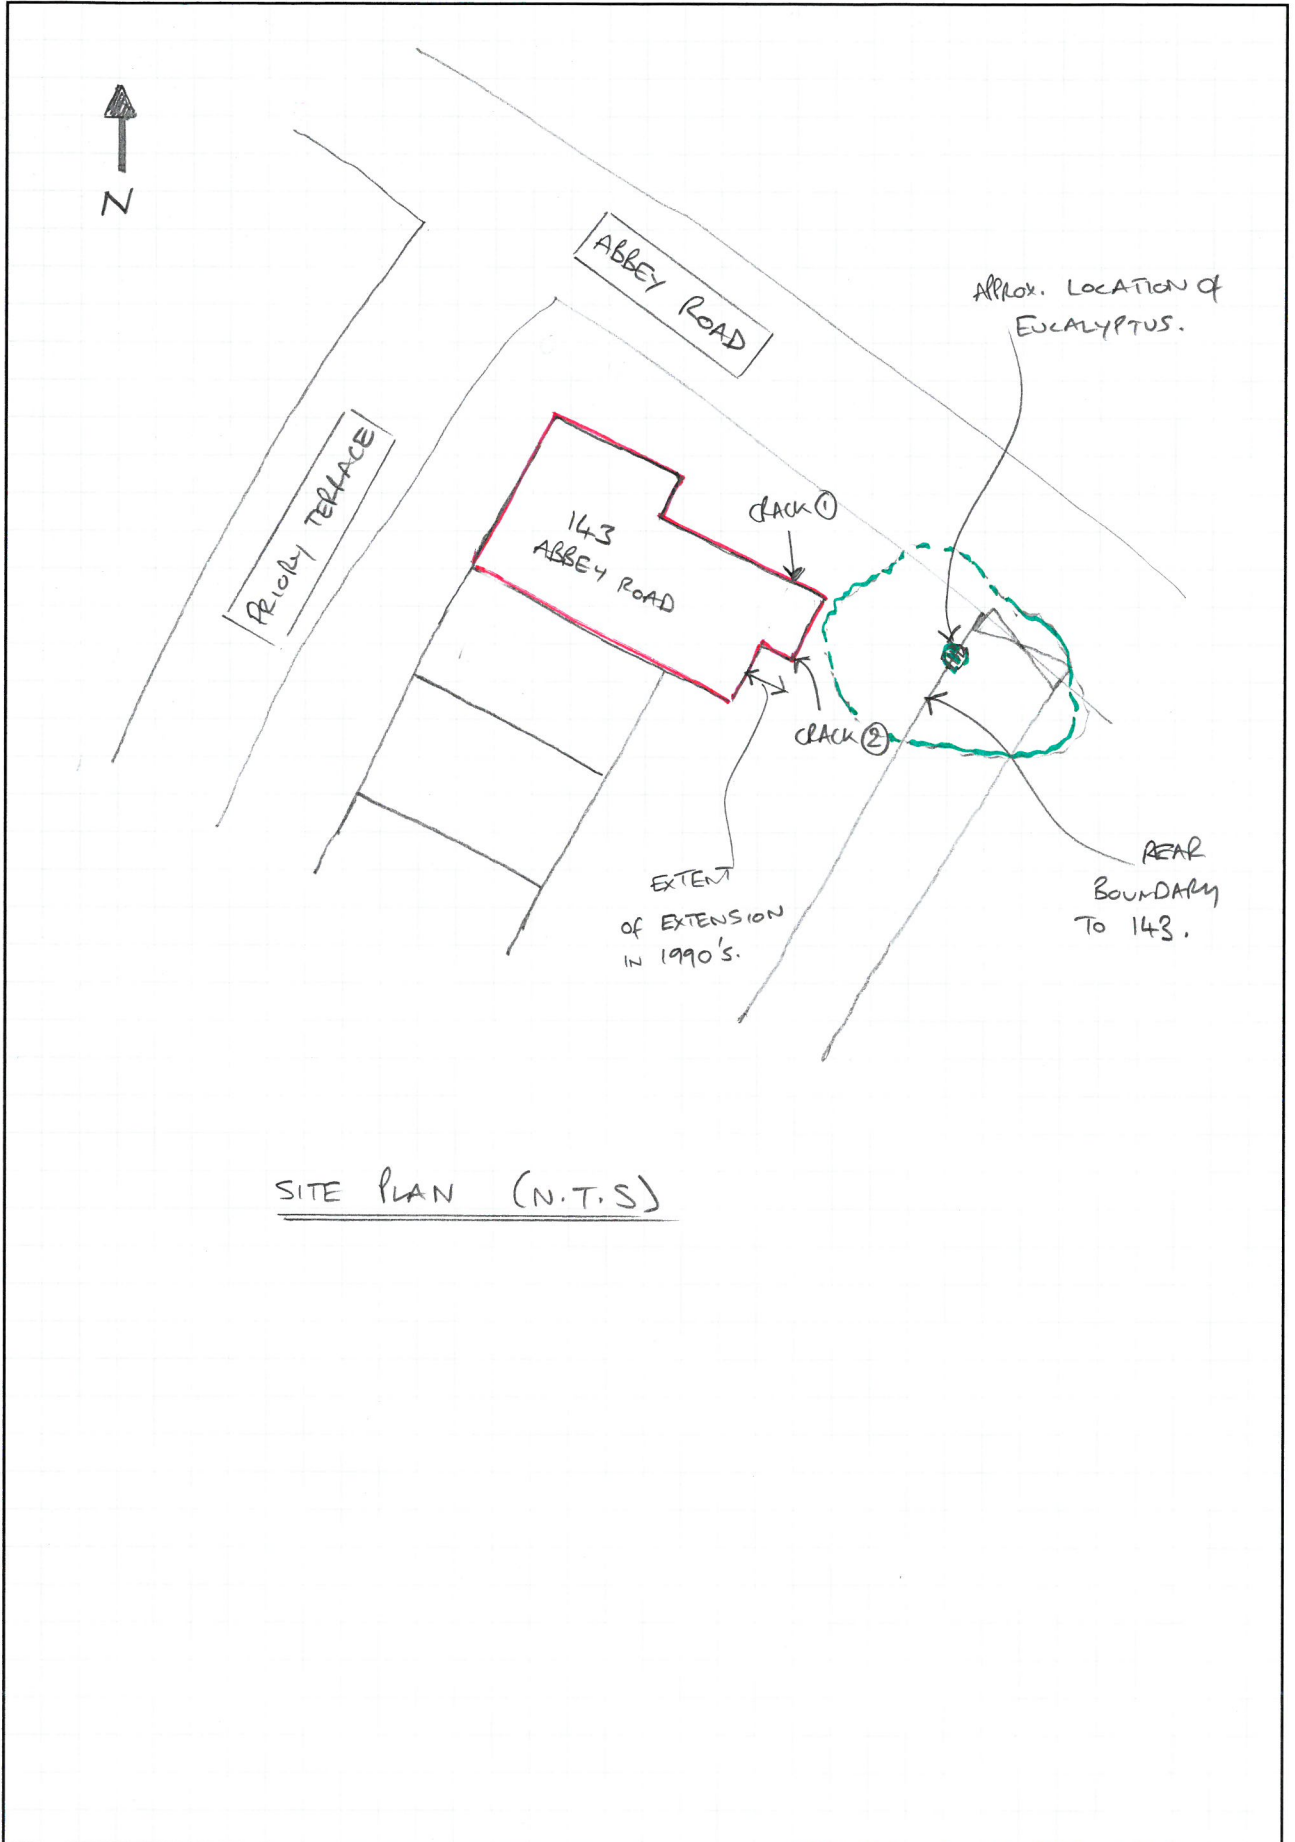 N
ABBEY ROAD
APPROX. LOCATION OF
EUCALYPTUS.
PRIORY TERRACE
143
ABBEY ROAD
CRACK ①
CRACK ②
EXTENT
OF EXTENSION
IN 1990'S.
REAR
BOUNDARY
TO 143.
SITE PLAN (N.T.S)